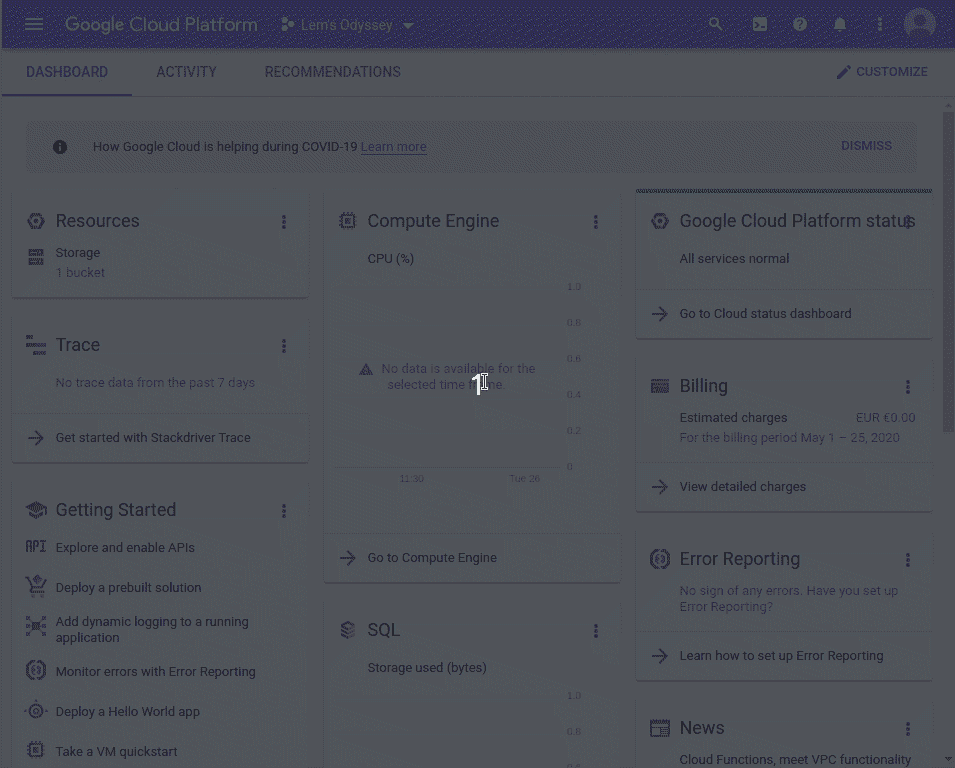 Google Cloud Platform
Lem's Odyssey
DASHBOARD
ACTIVITY
RECOMMENDATIONS
CUSTOMIZE
How Google Cloud is helping during COVID-19 Learn more
DISMISS
Resources
Storage
1 bucket
Trace
No trace data from the past 7 days
Get started with Stackdriver Trace
Getting Started
API
Explore and enable APIs
Deploy a prebuilt solution
Add dynamic logging to a running
application
Monitor errors with Error Reporting
Deploy a Hello World app
Take a VM quickstart
Compute Engine
CPU (%)
1.0
0.8
0.6
0.4
0.2
0
No data is available for the
selected time frame.
1
11:30
Tue 26
Go to Compute Engine
SQL
Storage used (bytes)
1.0
0.8
Google Cloud Platform status
All services normal
Go to Cloud status dashboard
Billing
Estimated charges
EUR €0.00
For the billing period May 1 – 25, 2020
View detailed charges
Error Reporting
No sign of any errors. Have you set up
Error Reporting?
Learn how to set up Error Reporting
News
Cloud Functions, meet VPC functionality